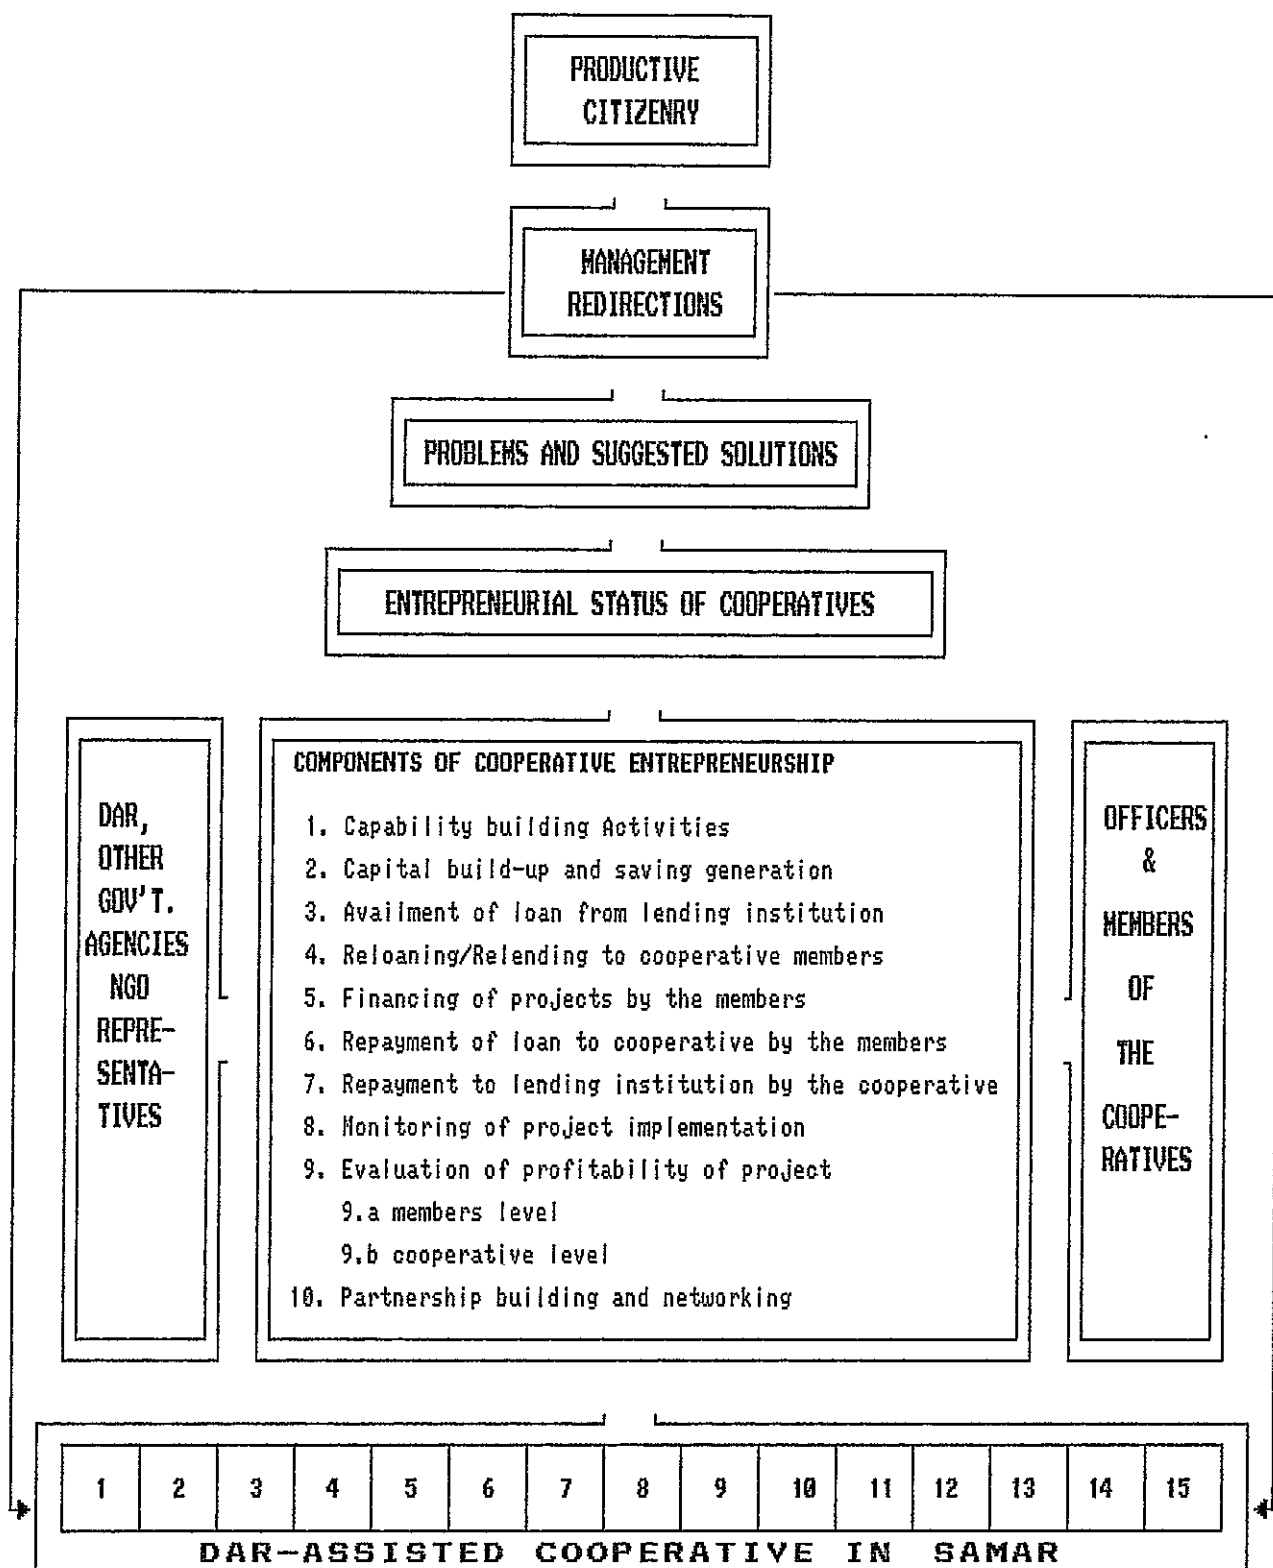 PRODUCTIVE
CITIZENRY
MANAGEMENT
REDIRECTIONS
PROBLEMS AND SUGGESTED SOLUTIONS
ENTREPRENEURIAL STATUS OF COOPERATIVES
DAR,
OTHER
GOV'T.
AGENCIES
NGO
REPRE-
SENTA-
TIVES
COMPONENTS OF COOPERATIVE ENTREPRENEURSHIP
1. Capability building Activities
2. Capital build-up and saving generation
3. Availment of loan from lending institution
4. Reloaning/Relending to cooperative members
5. Financing of projects by the members
6. Repayment of loan to cooperative by the members
7. Repayment to lending institution by the cooperative
8. Monitoring of project implementation
9. Evaluation of profitability of project
9.a members level
9.b cooperative level
10. Partnership building and networking
OFFICERS
&
MEMBERS
OF
THE
COOPE-
RATIVES
1 2 3 4 5 6 7 8 9 10 11 12 13 14 15
DAR-ASSISTED COOPERATIVE IN SAMAR